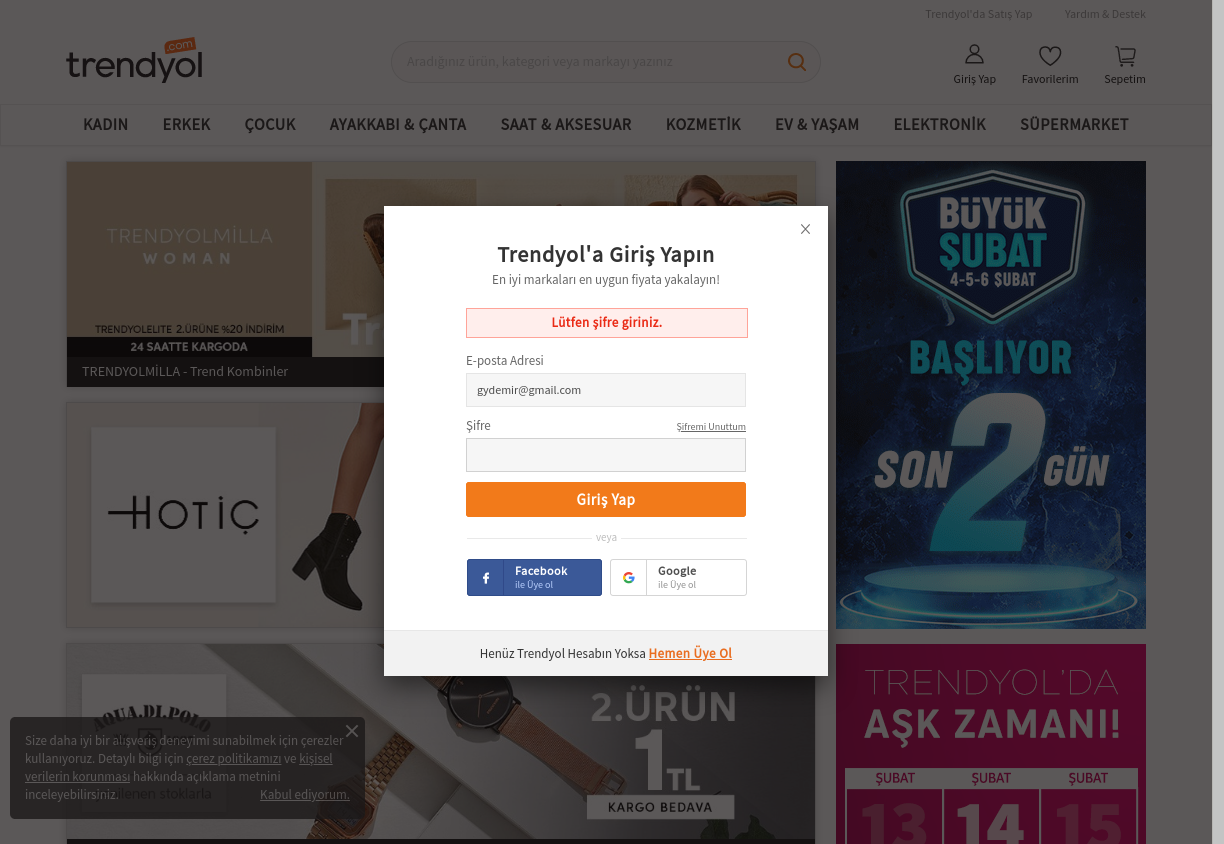 Trendyol'da Satış Yap
Yardım & Destek
trendyol
.com
Aradığınız ürün, kategori veya markayı yazınız
Giriş Yap
Favorilerim
Sepetim
KADIN
ERKEK
ÇOCUK
AYAKKABI & ÇANTA
SAAT & AKSESUAR
KOZMETİK
EV & YAŞAM
ELEKTRONİK
SÜPERMARKET
TRENDYOLMİLLA
WOMAN
TRENDYOLELITE 2.ÜRÜNE %20 İNDİRİM
24 SAATTE KARGODA
TRENDYOLMİLLA - Trend Kombinler
HOTİÇ
Trendyol'a Giriş Yapın
En iyi markaları en uygun fiyata yakalayın!
Lütfen şifre giriniz.
E-posta Adresi
gydemir@gmail.com
Şifre
Şifremi Unuttum
Giriş Yap
veya
Facebook
ile Üye ol
Google
ile Üye ol
Henüz Trendyol Hesabın Yoksa Hemen Üye Ol
BÜYÜK
ŞUBAT
4-5-6 ŞUBAT
BAŞLIYOR
SON 2 GÜN
AQUA.DI.POLO
2.ÜRÜN
1 TL
KARGO BEDAVA
Size daha iyi bir alışveriş deneyimi sunabilmek için çerezler
kullanıyoruz. Detaylı bilgi için çerez politikamızı ve kişisel
verilerin korunması hakkında açıklama metnini
inceleyebilirsiniz.
Kabul ediyorum.
TRENDYOL'DA
AŞK ZAMANI!
ŞUBAT
ŞUBAT
ŞUBAT
13
14
15